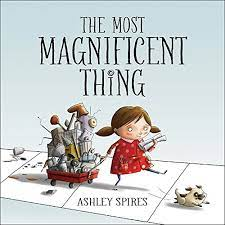 THE MOST
MAGNIFICENT
THING
ASHLEY SPIRES